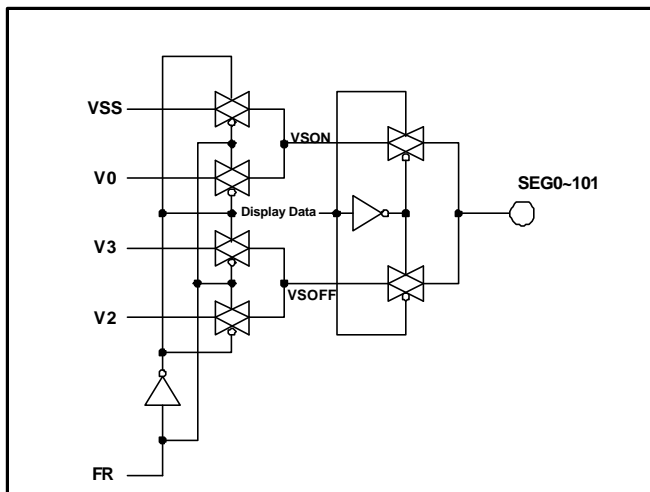 VSS
VSON
V0
SEG0~101
Display Data
V3
VSOFF
V2
FR